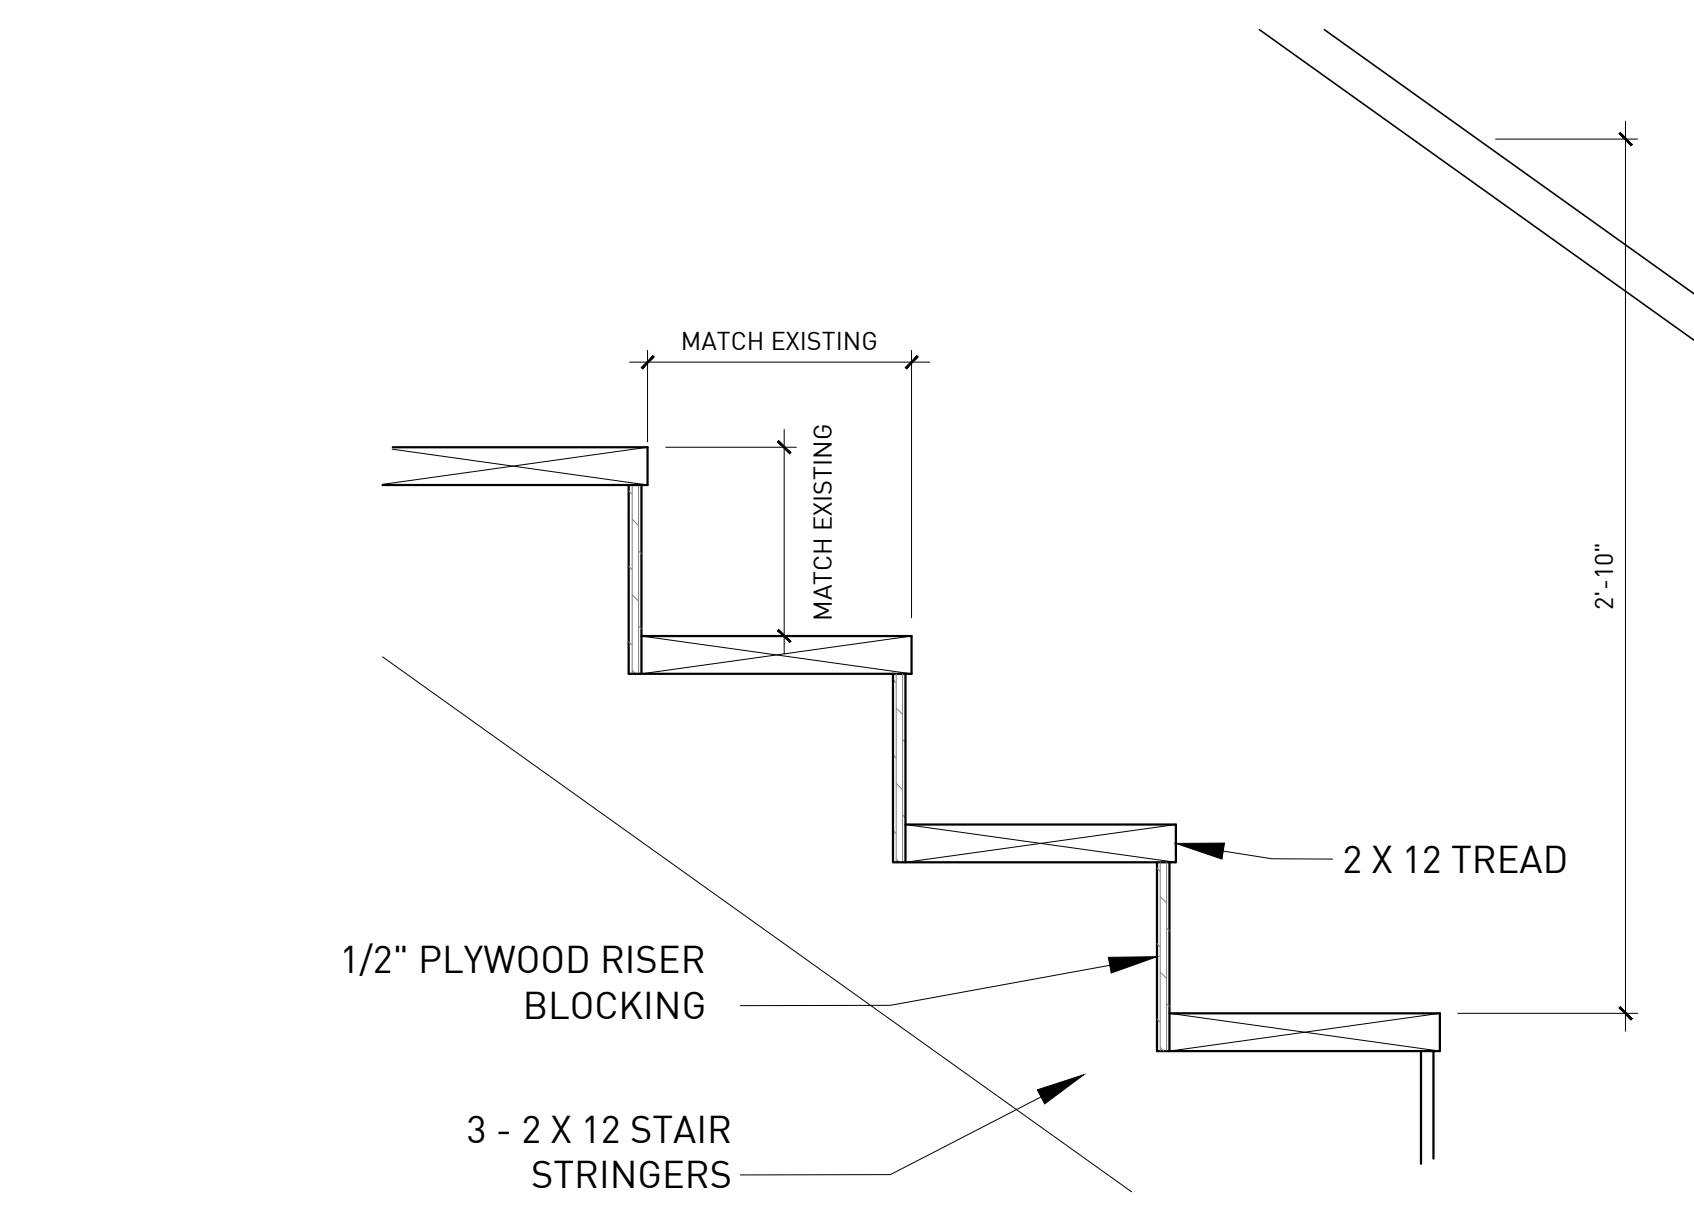 MATCH EXISTING
MATCH EXISTING
2'-10"
2 X 12 TREAD
1/2" PLYWOOD RISER
BLOCKING
3 - 2 X 12 STAIR
STRINGERS